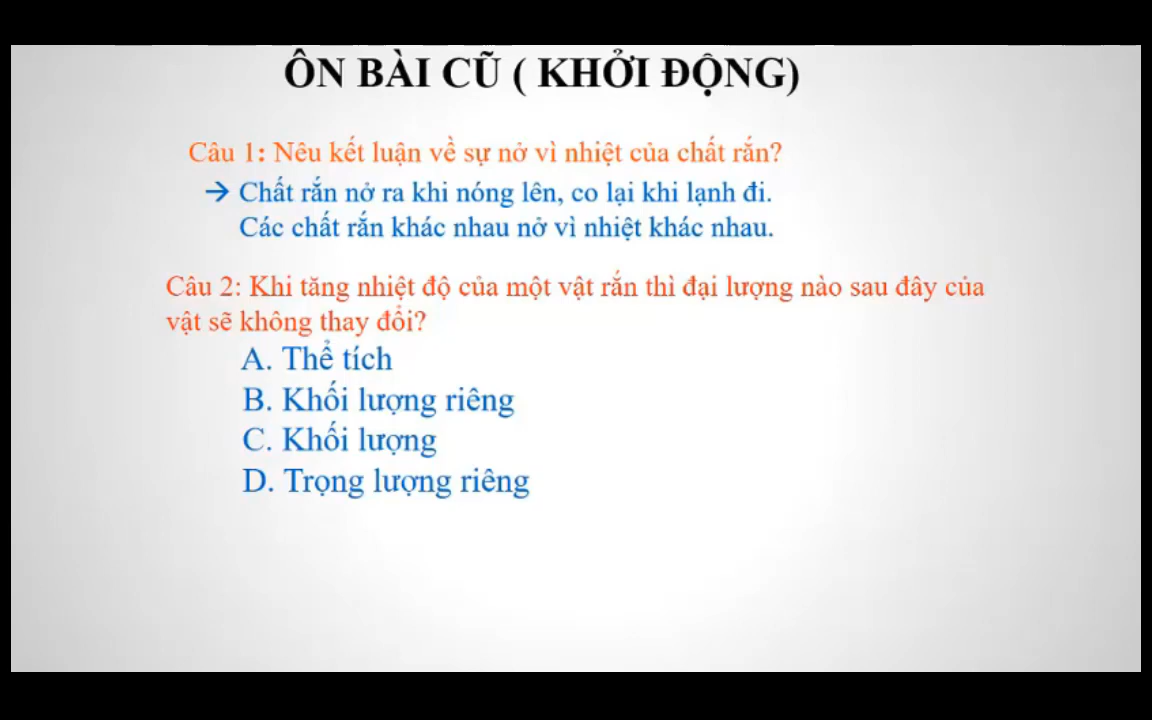 ÔN BÀI CŨ ( KHỞI ĐỘNG)
Câu 1: Nêu kết luận về sự nở vì nhiệt của chất rắn?
→ Chất rắn nở ra khi nóng lên, co lại khi lạnh đi.
Các chất rắn khác nhau nở vì nhiệt khác nhau.
Câu 2: Khi tăng nhiệt độ của một vật rắn thì đại lượng nào sau đây của
vật sẽ không thay đổi?
A. Thể tích
B. Khối lượng riêng
C. Khối lượng
D. Trọng lượng riêng